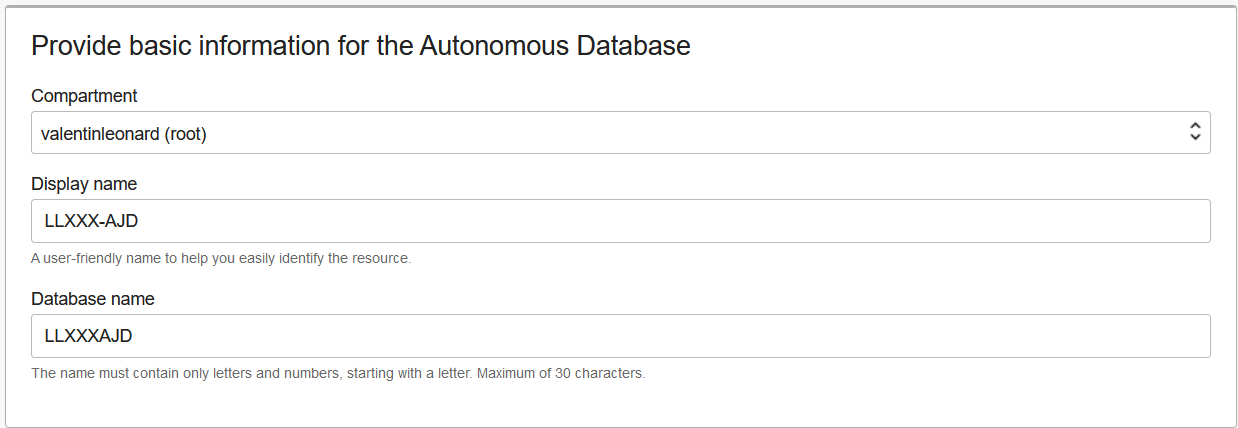 Provide basic information for the Autonomous Database
Compartment
valentinleonard (root)
Display name
LLXXX-AJD
A user-friendly name to help you easily identify the resource.
Database name
LLXXXAJD
The name must contain only letters and numbers, starting with a letter. Maximum of 30 characters.